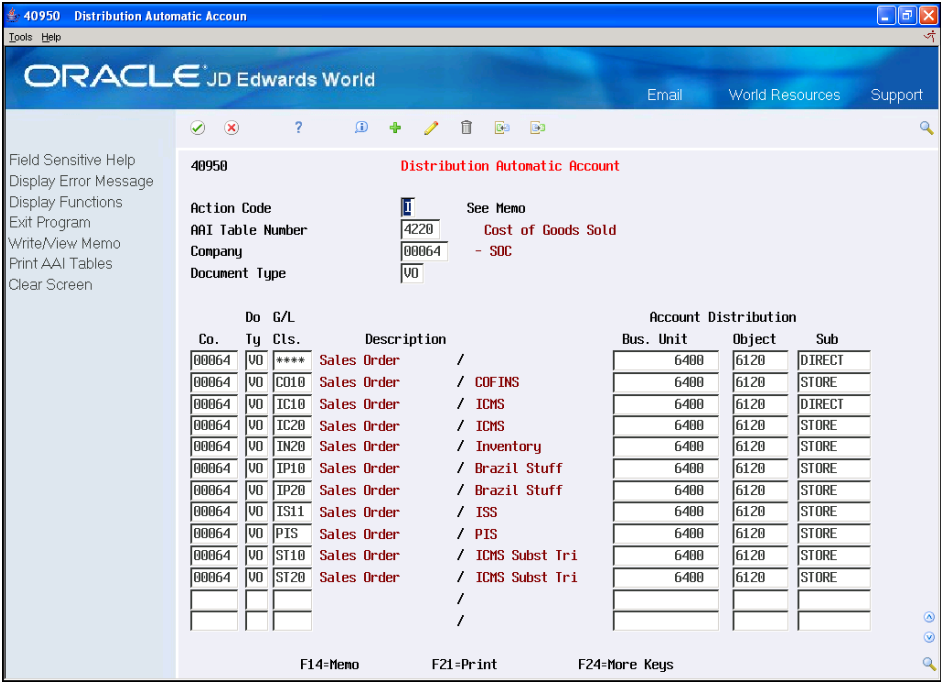 40950 Distribution Automatic Accoun
Tools Help
ORACLE JD Edwards World
Email World Resources Support
Field Sensitive Help
Display Error Message
Display Functions
Exit Program
Write/View Memo
Print AAI Tables
Clear Screen
40950 Distribution Automatic Account
Action Code I See Memo
AAI Table Number 4220 Cost of Goods Sold
Company 00064 - SOC
Document Type VO
Do G/L Account Distribution
Co. Ty Cls. Description Bus. Unit Object Sub
00064 VO **** Sales Order / 6400 6120 DIRECT
00064 VO CO10 Sales Order / COFINS 6400 6120 STORE
00064 VO IC10 Sales Order / ICMS 6400 6120 DIRECT
00064 VO IC20 Sales Order / ICMS 6400 6120 STORE
00064 VO IN20 Sales Order / Inventory 6400 6120 STORE
00064 VO IP10 Sales Order / Brazil Stuff 6400 6120 STORE
00064 VO IP20 Sales Order / Brazil Stuff 6400 6120 STORE
00064 VO IS11 Sales Order / ISS 6400 6120 STORE
00064 VO PIS Sales Order / PIS 6400 6120 STORE
00064 VO ST10 Sales Order / ICMS Subst Tri 6400 6120 STORE
00064 VO ST20 Sales Order / ICMS Subst Tri 6400 6120 STORE
/
/
F14=Memo F21=Print F24=More Keys